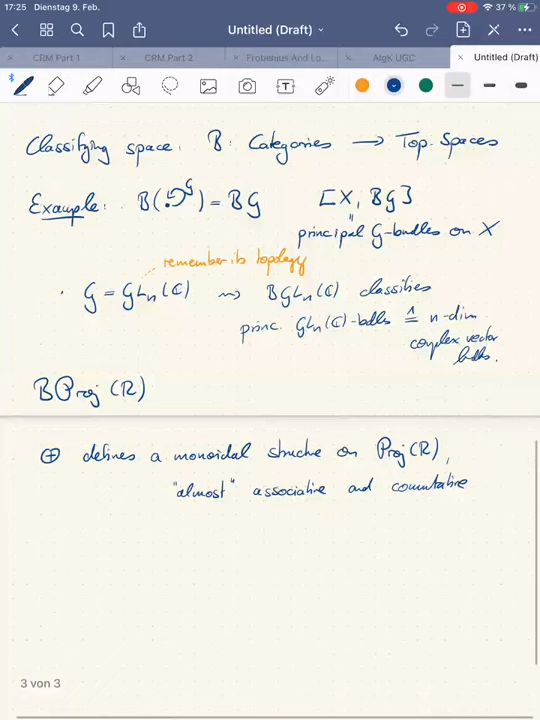 17:25 Dienstag 9. Feb.
37 %
Untitled (Draft)
CRM Part 1
CRM Part 2
Frobenius And Lo...
AlgK UGC
Untitled (Draft)
Classifying space: B: Categories → Top. Spaces
Example: B(•⟲ᴳ) = BG [X, BG]
principal G-bundles on X
remember its topology
G = GLₙ(ℂ) ⇝ BGLₙ(ℂ) classifies
princ. GLₙ(ℂ)-bdls ≙ n-dim.
complex vector
bdls.
BProj(R)
⊕ defines a monoidal structure on Proj(R),
"almost" associative and commutative
3 von 3